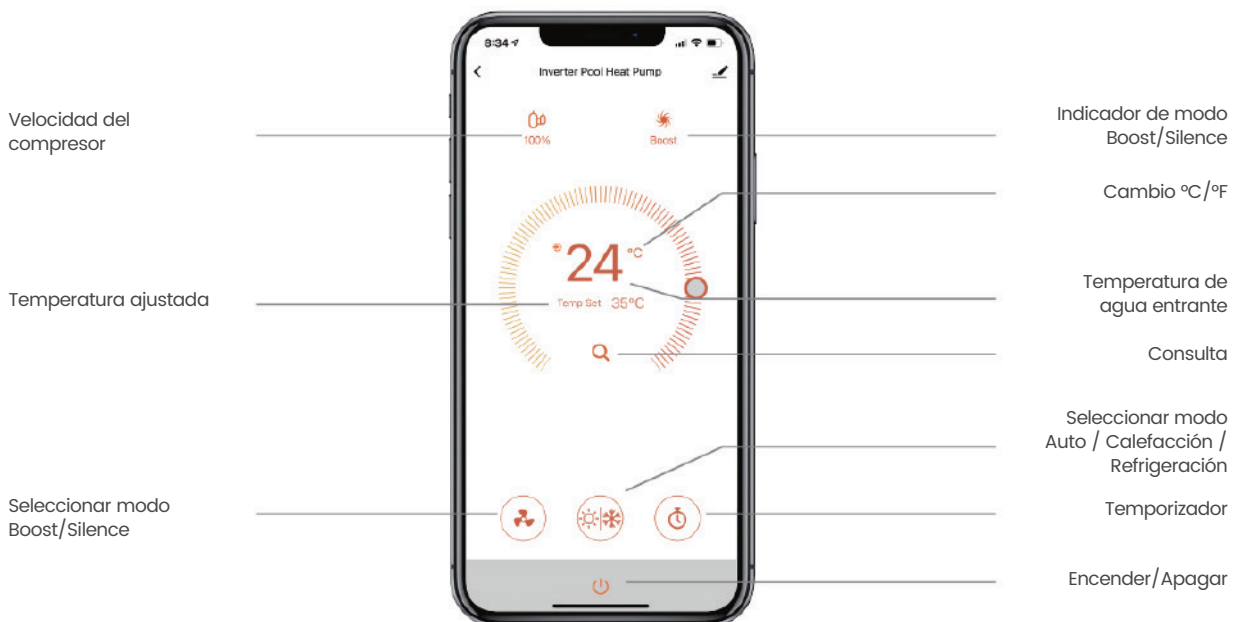 8:34
Inverter Pool Heat Pump
Velocidad del
compresor
100%
Boost
Indicador de modo
Boost/Silence
Cambio °C/°F
24 °C
Temperatura de
agua entrante
Temperatura ajustada
Temp Set 35°C
Consulta
Seleccionar modo
Auto / Calefacción /
Refrigeración
Seleccionar modo
Boost/Silence
Temporizador
Encender/Apagar